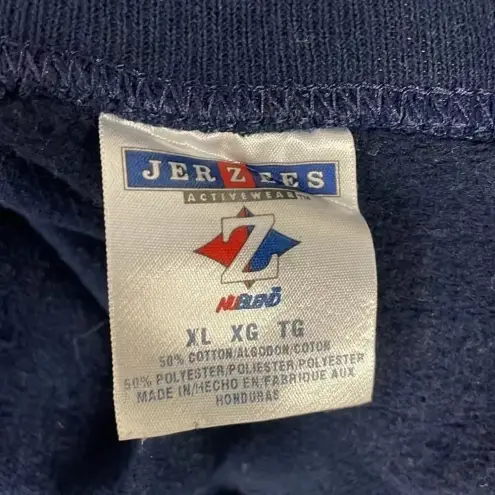 JERZEES
ACTIVEWEAR
Z
NUBLEND
XL XG TG
50% COTTON/ALGODON/COTON
50% POLYESTER/POLIESTER/POLYESTER
MADE IN/HECHO EN/FABRIQUE AUX
HONDURAS